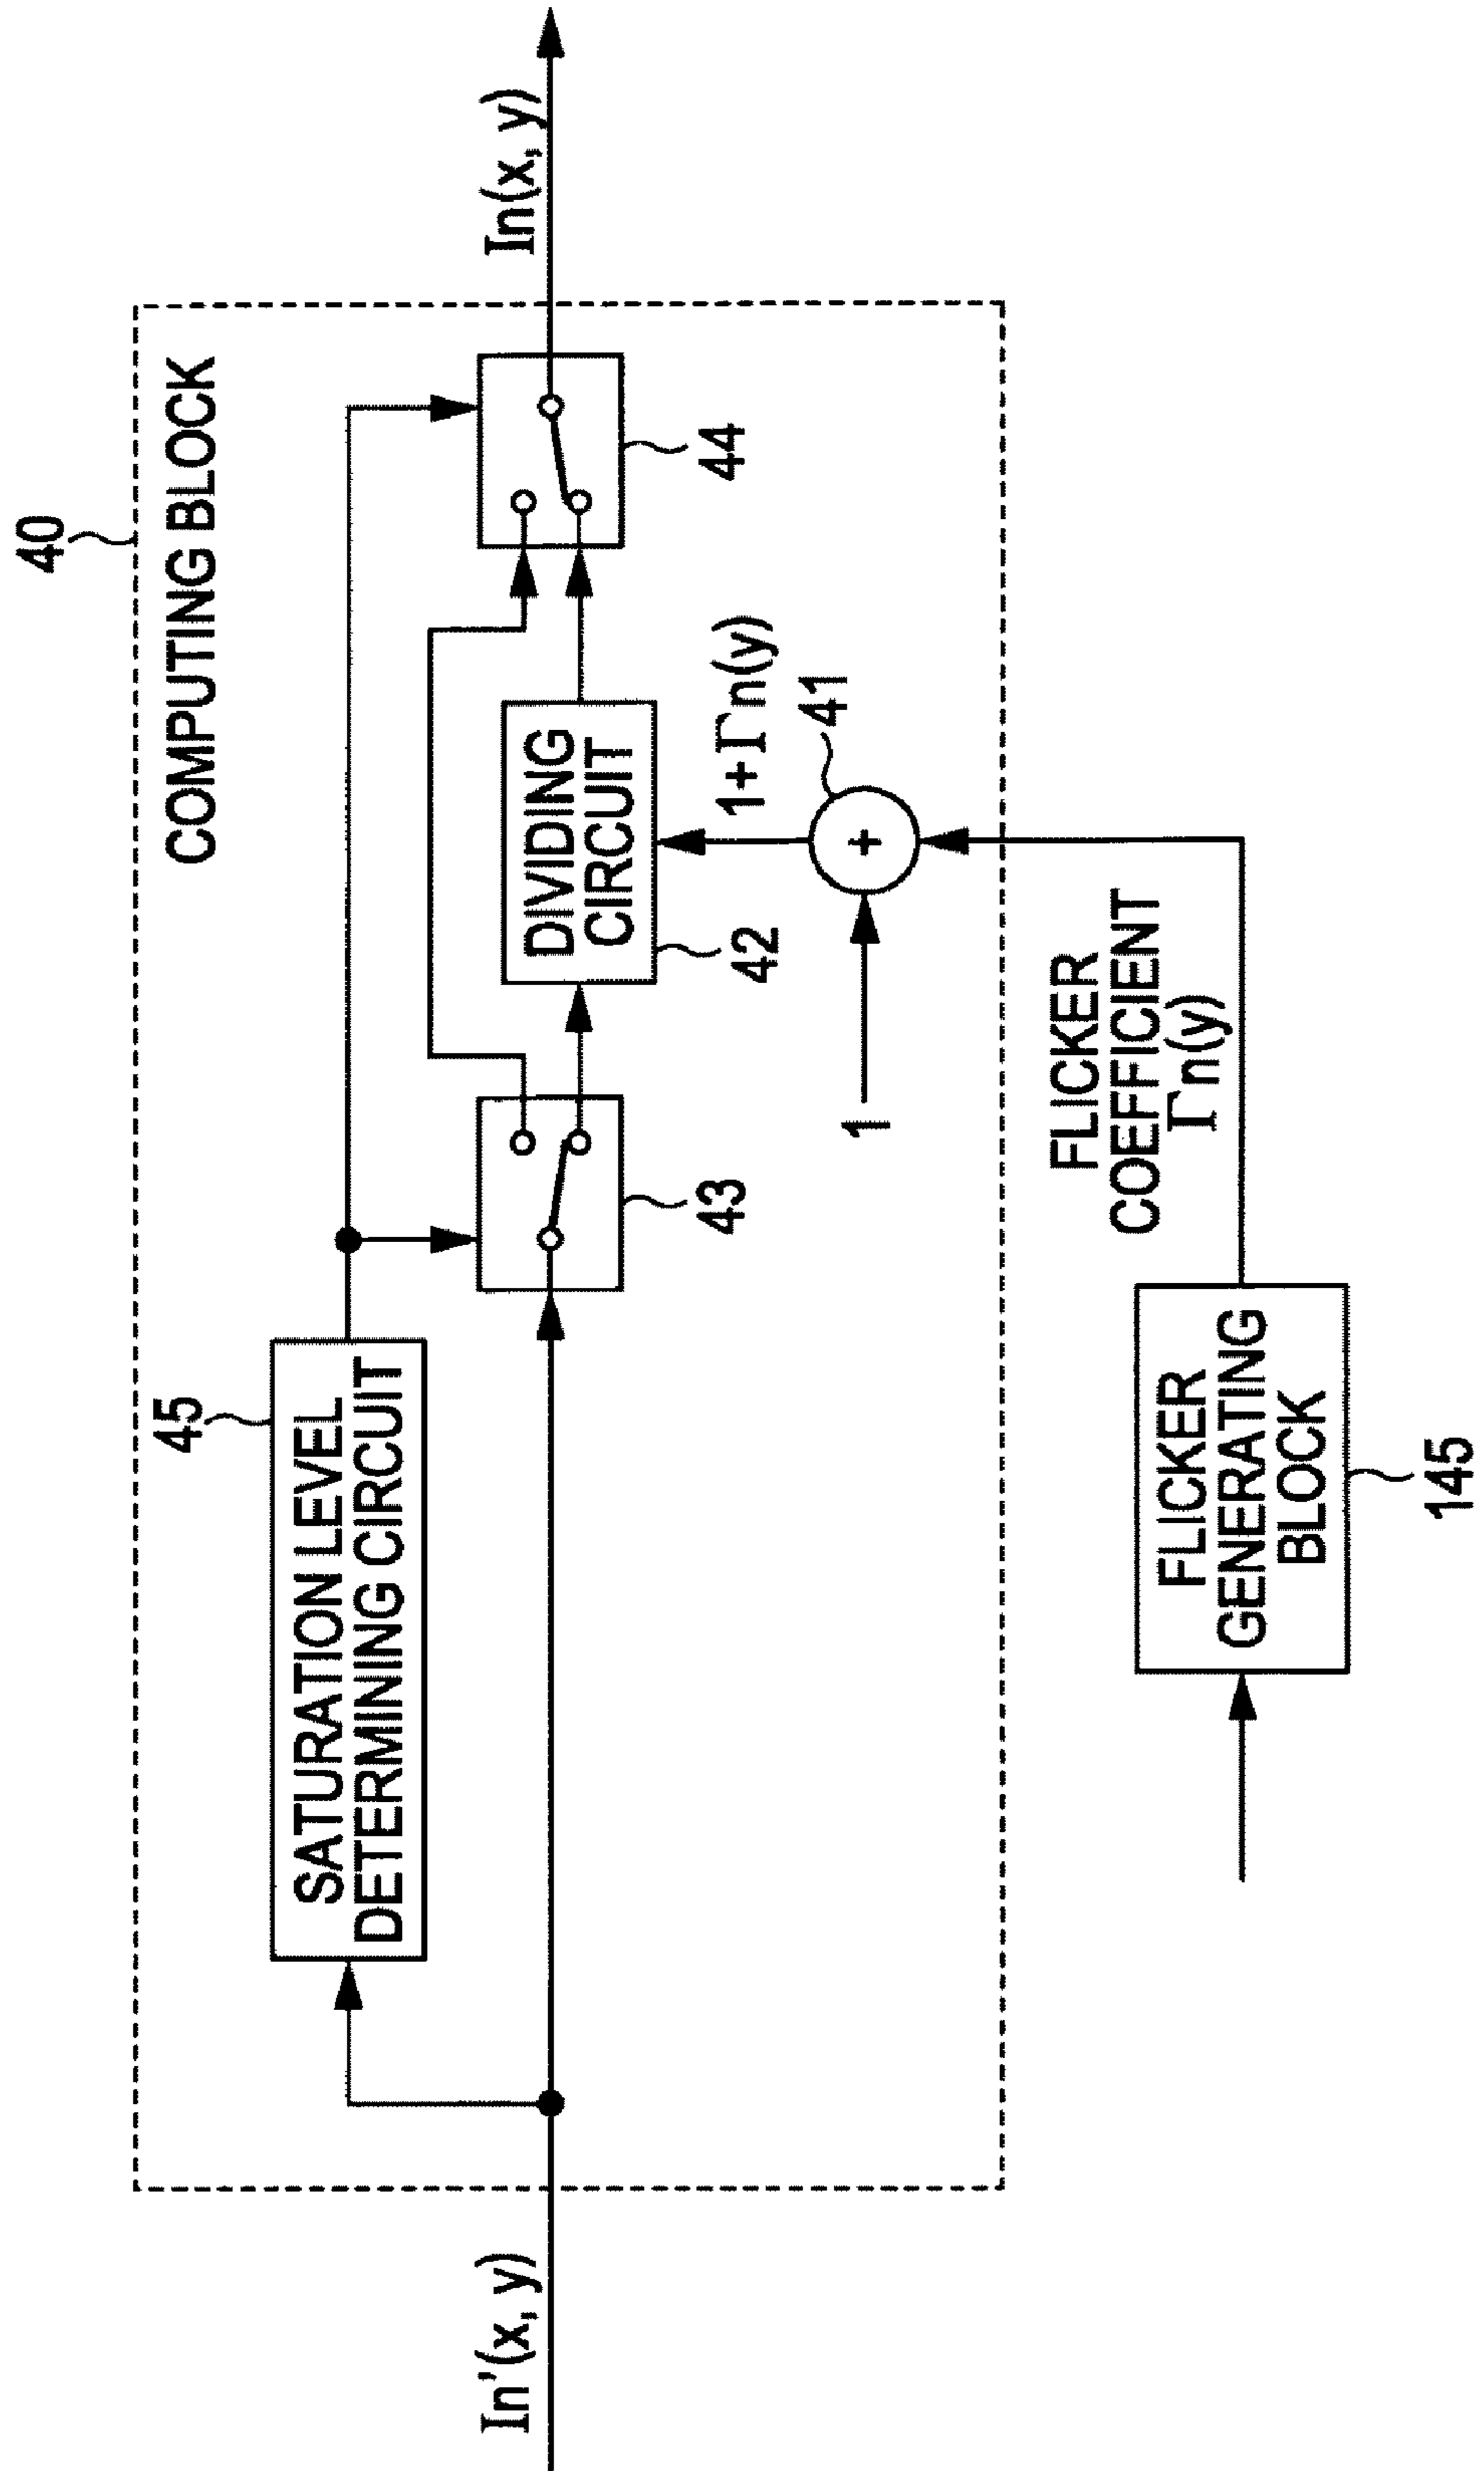 40
COMPUTING BLOCK
45
SATURATION LEVEL
DETERMINING CIRCUIT
In'(x, y)
In(x, y)
43
44
DIVIDING
CIRCUIT
42
1+Γn(y)
41
+
1
FLICKER
COEFFICIENT
Γn(y)
FLICKER
GENERATING
BLOCK
145